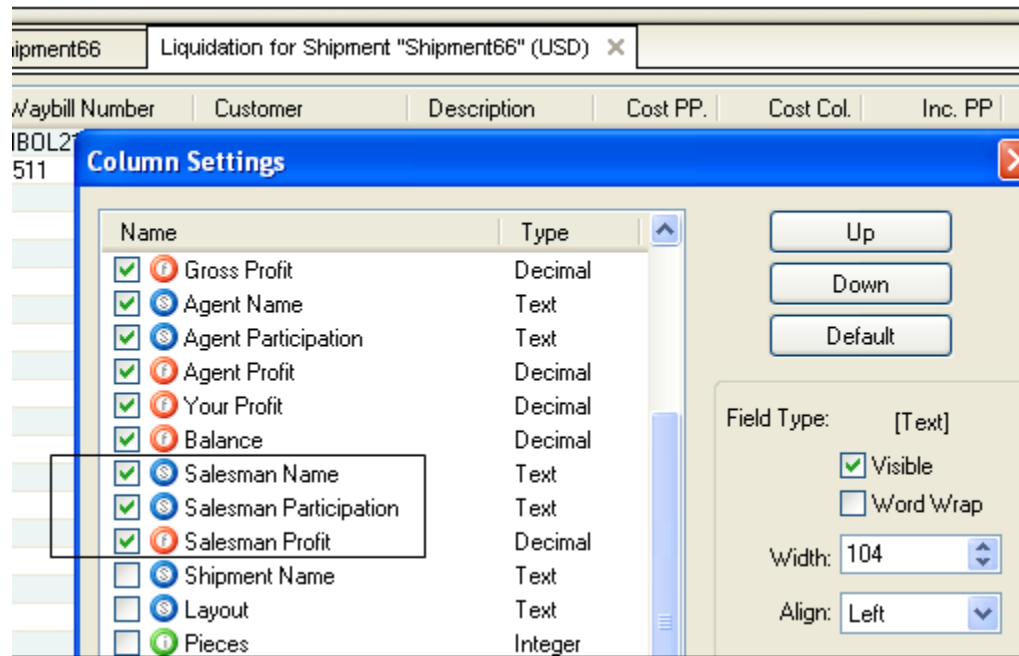 ipment66 Liquidation for Shipment "Shipment66" (USD)
Waybill Number Customer Description Cost PP. Cost Col. Inc. PP
IBOL2
511
Column Settings
Name Type
Gross Profit Decimal
Agent Name Text
Agent Participation Text
Agent Profit Decimal
Your Profit Decimal
Balance Decimal
Salesman Name Text
Salesman Participation Text
Salesman Profit Decimal
Shipment Name Text
Layout Text
Pieces Integer
Up
Down
Default
Field Type: [Text]
Visible
Word Wrap
Width: 104
Align: Left